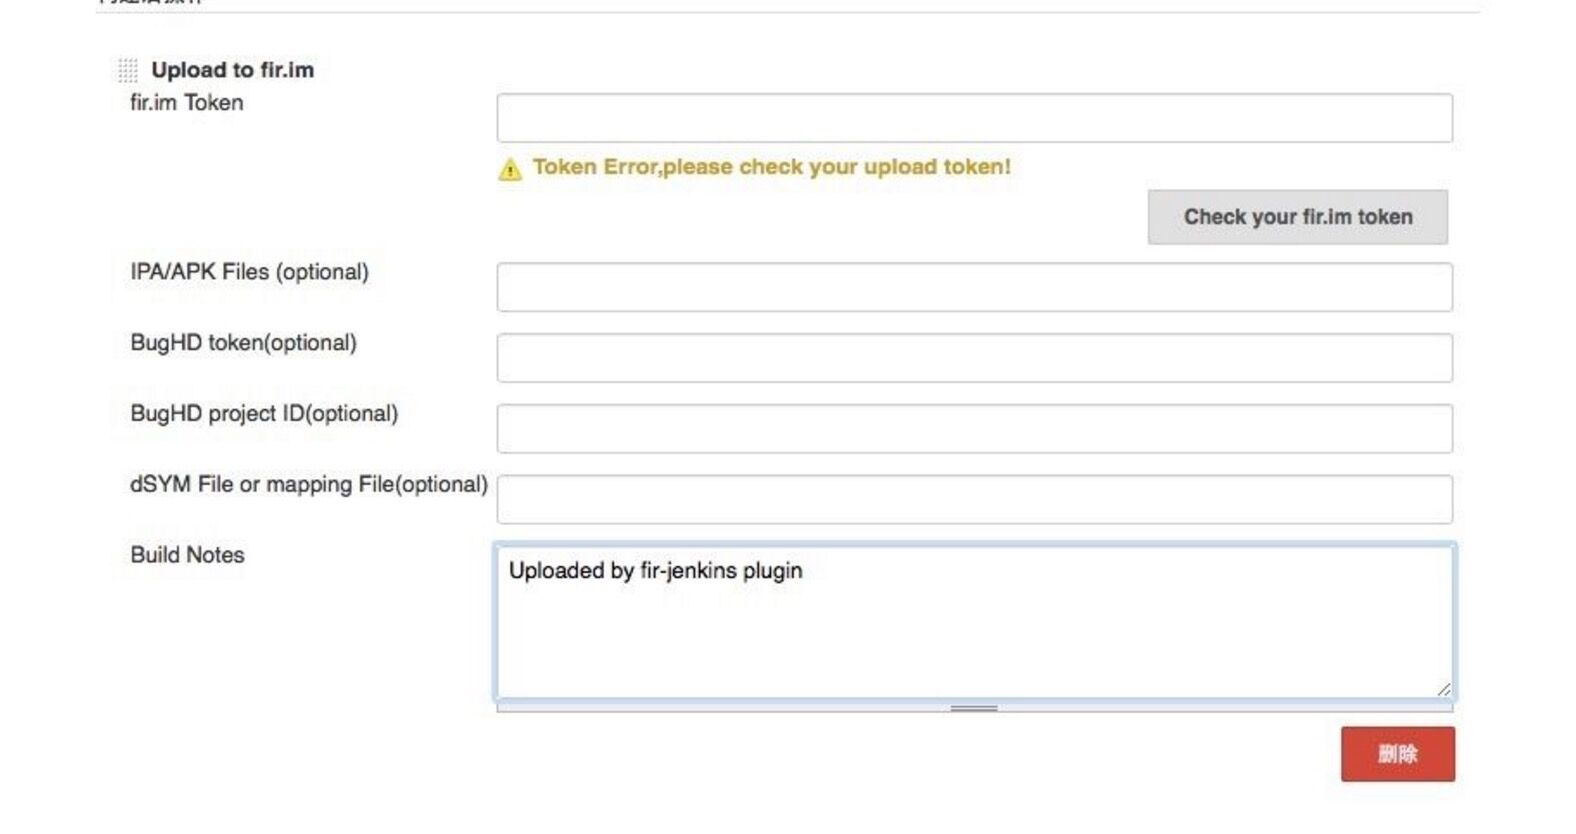 Upload to fir.im
fir.im Token
Token Error,please check your upload token!
Check your fir.im token
IPA/APK Files (optional)
BugHD token(optional)
BugHD project ID(optional)
dSYM File or mapping File(optional)
Build Notes
Uploaded by fir-jenkins plugin
删除